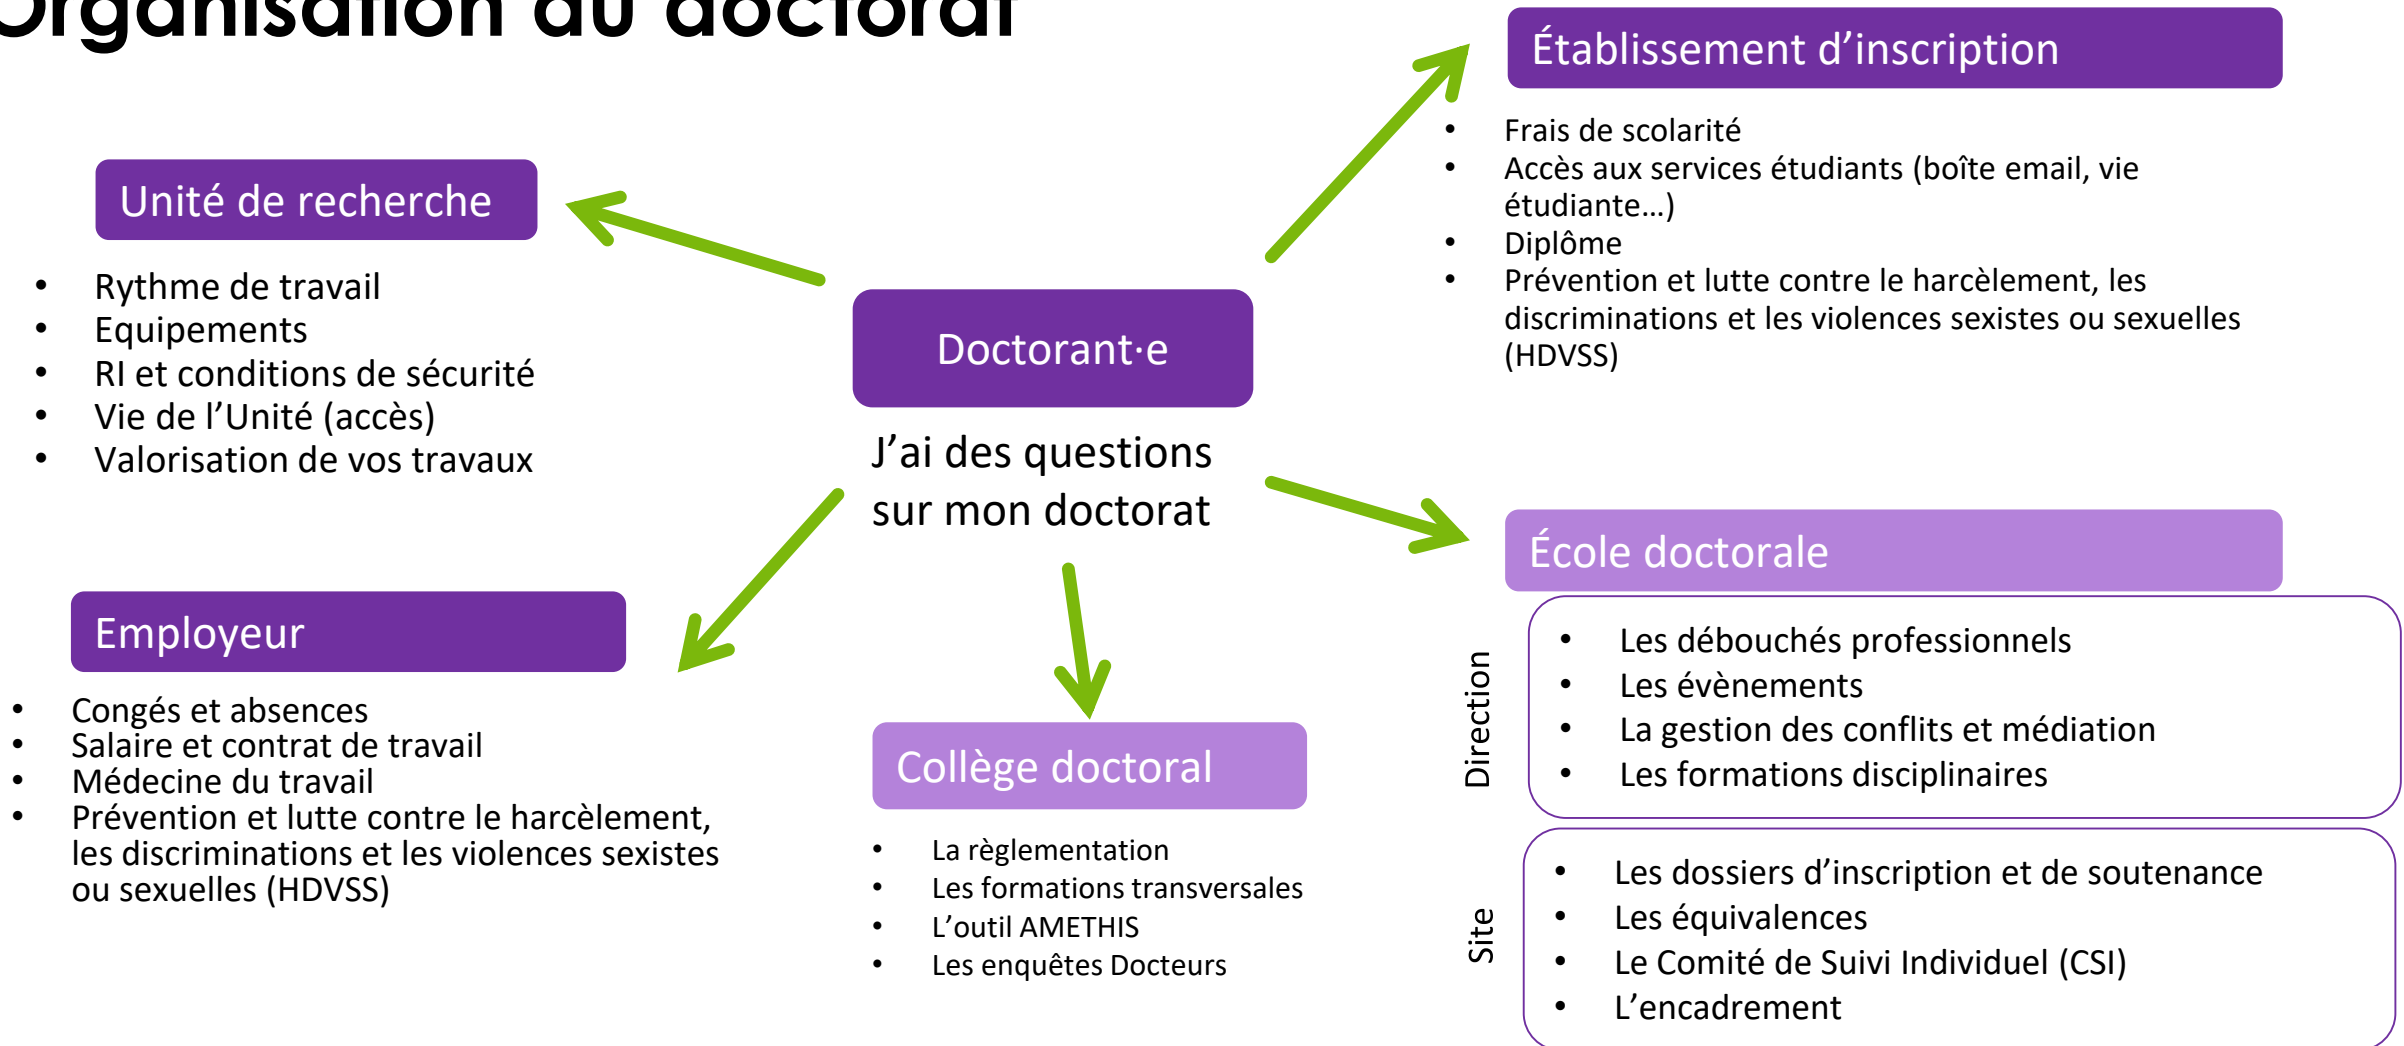 Organisation du doctorat
Unité de recherche
• Rythme de travail
• Equipements
• RI et conditions de sécurité
• Vie de l’Unité (accès)
• Valorisation de vos travaux
Employeur
• Congés et absences
• Salaire et contrat de travail
• Médecine du travail
• Prévention et lutte contre le harcèlement,
les discriminations et les violences sexistes
ou sexuelles (HDVSS)
Doctorant·e
J’ai des questions
sur mon doctorat
Collège doctoral
• La règlementation
• Les formations transversales
• L’outil AMETHIS
• Les enquêtes Docteurs
Établissement d’inscription
• Frais de scolarité
• Accès aux services étudiants (boîte email, vie
étudiante…)
• Diplôme
• Prévention et lutte contre le harcèlement, les
discriminations et les violences sexistes ou sexuelles
(HDVSS)
École doctorale
Direction
• Les débouchés professionnels
• Les évènements
• La gestion des conflits et médiation
• Les formations disciplinaires
Site
• Les dossiers d’inscription et de soutenance
• Les équivalences
• Le Comité de Suivi Individuel (CSI)
• L’encadrement